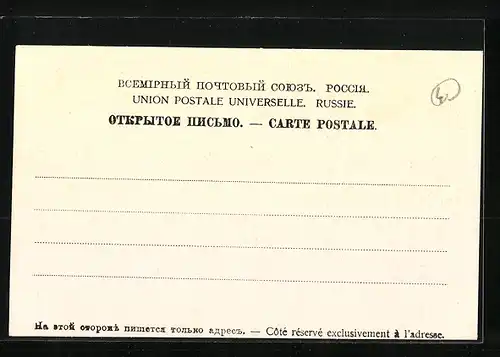 ВСЕМІРНЫЙ ПОЧТОВЫЙ СОЮЗЪ. РОССІЯ.
UNION POSTALE UNIVERSELLE. RUSSIE.
ОТКРЫТОЕ ПИСЬМО. — CARTE POSTALE.
На этой сторонѣ пишется только адресъ. — Côté réservé exclusivement à l'adresse.